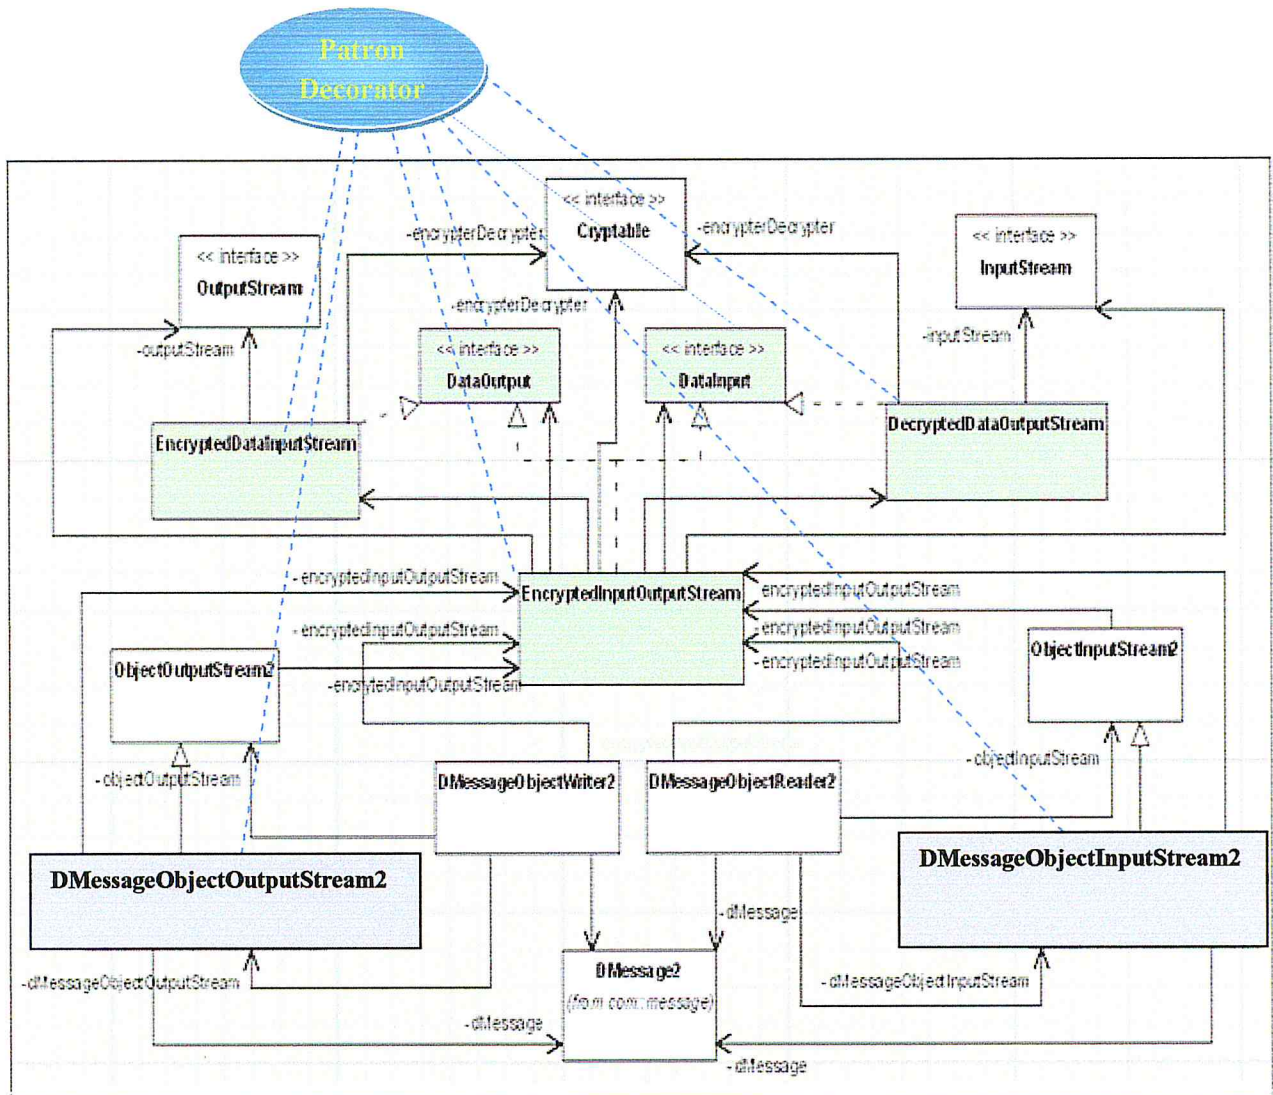 Patron
Decorator
<< interface >>
Cryptable
-encrypterDecrypter
-encrypterDecrypter
<< interface >>
InputStream
<< interface >>
OutputStream
-encrypterDecrypter
-outputStream
<< interface >>
DataOutput
<< interface >>
DataInput
-inputStream
EncryptedDataInputStream
DecryptedDataOutputStream
- encryptedInputOutputStream
EncryptedInputOutputStream
encryptedInputOutputStream
- encryptedInputOutputStream
-encryptedInputOutputStream
ObjectOutputStream2
-encryptedInputOutputStream
ObjectInputStream2
-encrytedInputOutputStream
-objectOutputStream
DMessageObjectWriter2
DMessageObjectReader2
-objectInputStream
DMessageObjectOutputStream2
DMessageObjectInputStream2
-dMessage
-dMessageObjectOutputStream
DMessage2
(from com::message)
-dMessageObjectInputStream
-dMessage
-dMessage